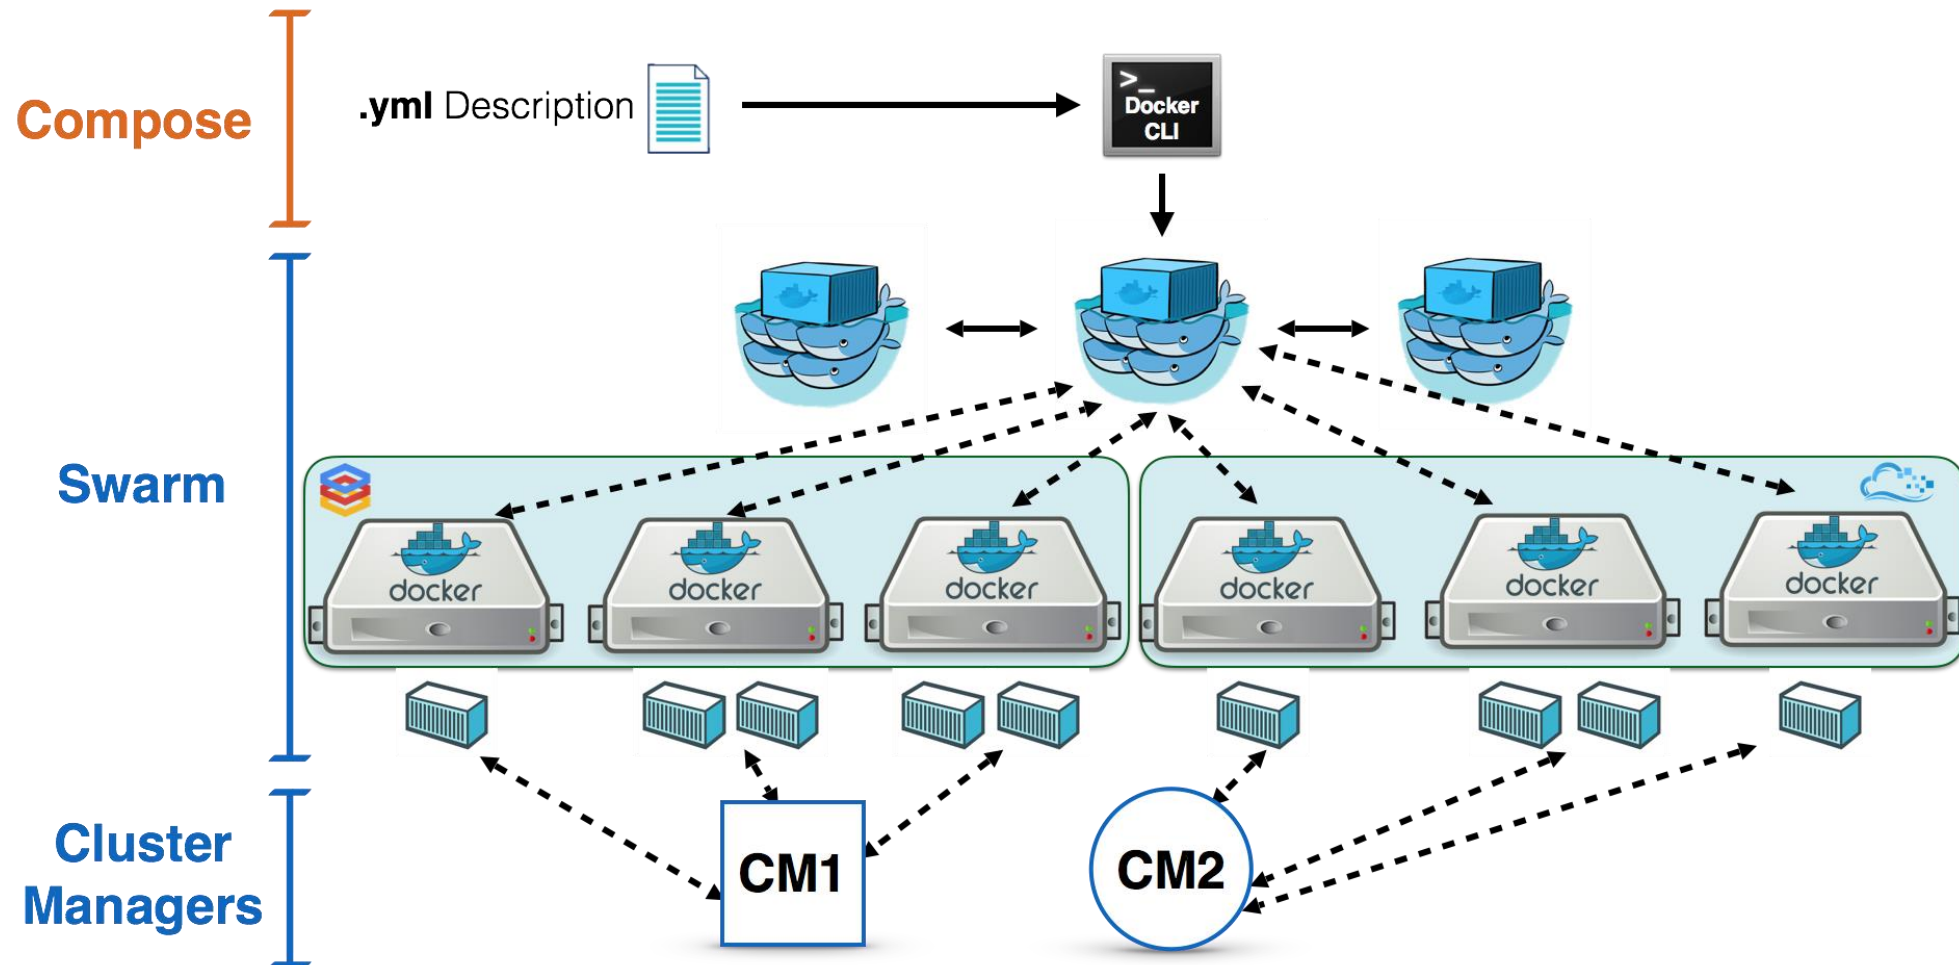 Compose
.yml Description
>_
Docker
CLI
Swarm
docker
docker
docker
docker
docker
docker
Cluster
Managers
CM1
CM2